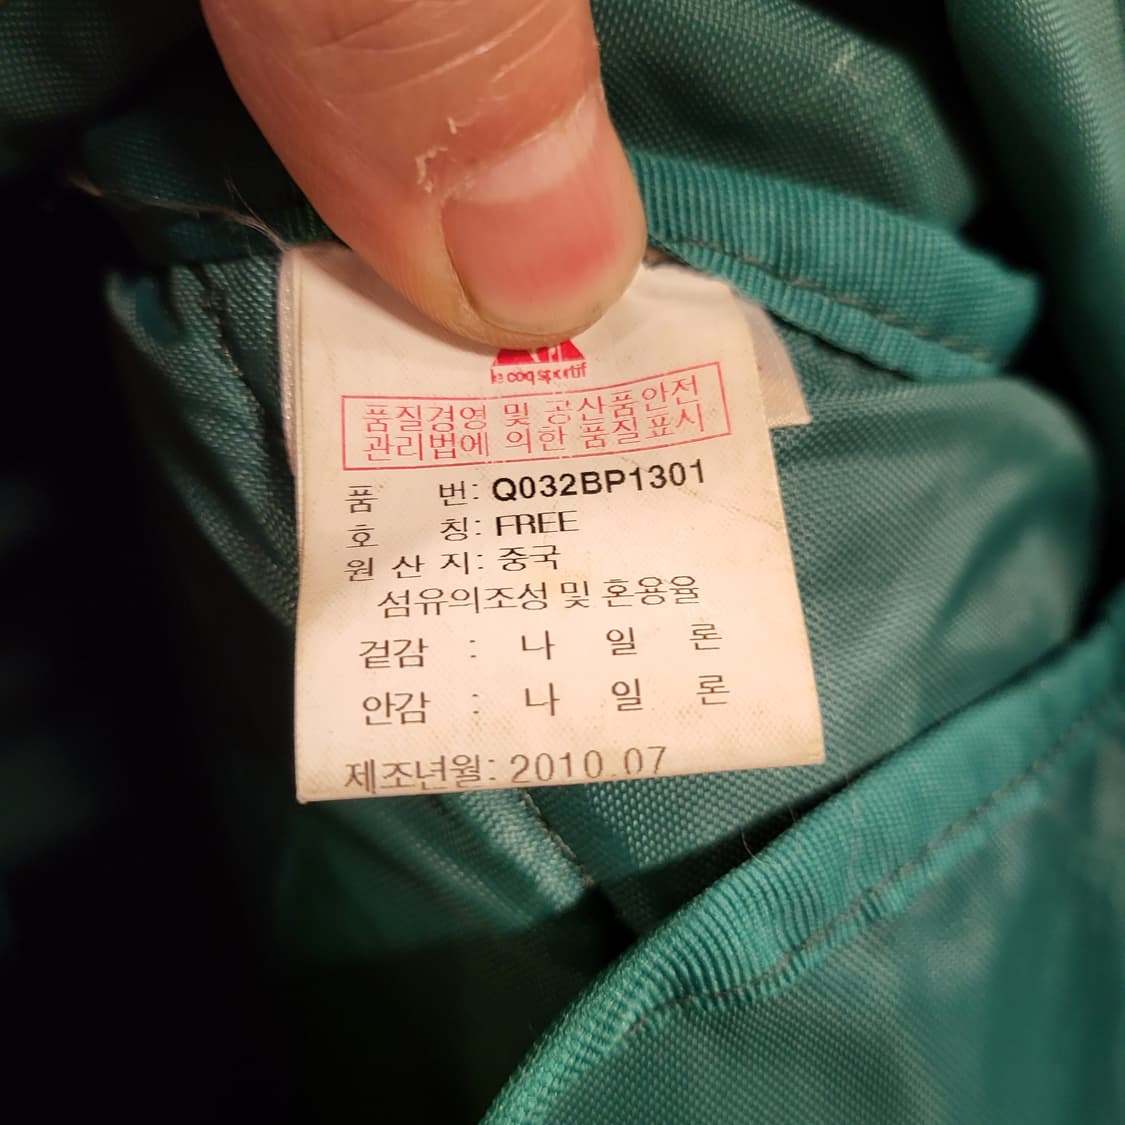 le coq sportif
품질경영 및 공산품안전
관리법에 의한 품질표시
품 번: Q032BP1301
호 칭: FREE
원 산 지: 중국
섬유의조성 및 혼용율
겉감 : 나 일 론
안감 : 나 일 론
제조년월: 2010.07